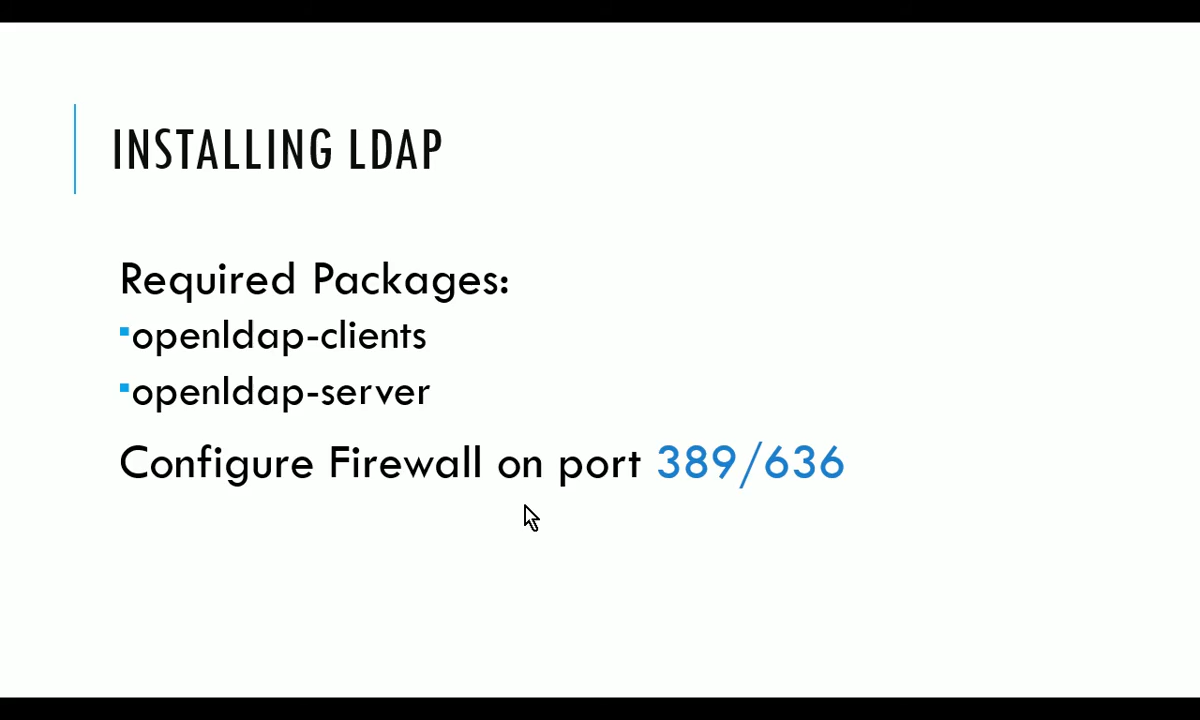 INSTALLING LDAP
Required Packages:
▪openldap-clients
▪openldap-server
Configure Firewall on port 389/636